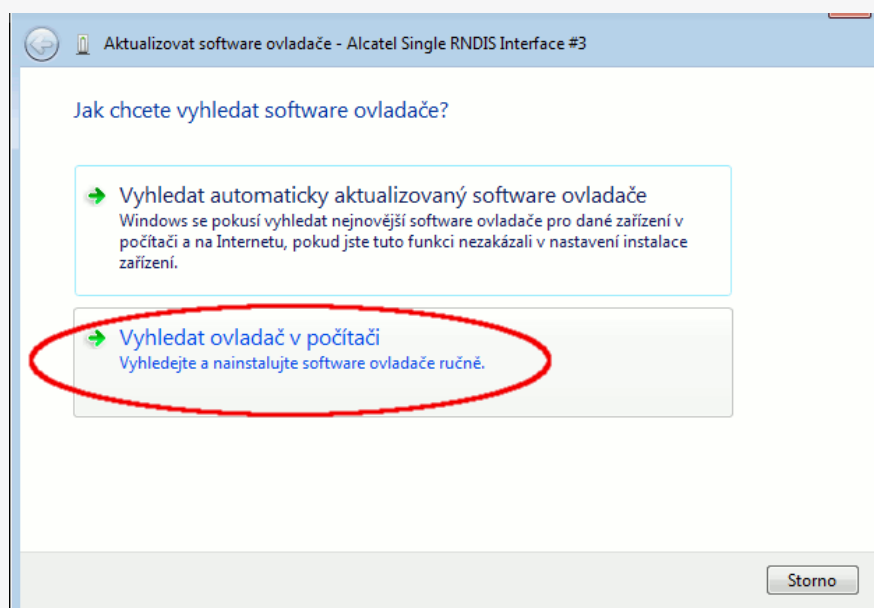 Aktualizovat software ovladače - Alcatel Single RNDIS Interface #3
Jak chcete vyhledat software ovladače?
Vyhledat automaticky aktualizovaný software ovladače
Windows se pokusí vyhledat nejnovější software ovladače pro dané zařízení v
počítači a na Internetu, pokud jste tuto funkci nezakázali v nastavení instalace
zařízení.
Vyhledat ovladač v počítači
Vyhledejte a nainstalujte software ovladače ručně.
Storno